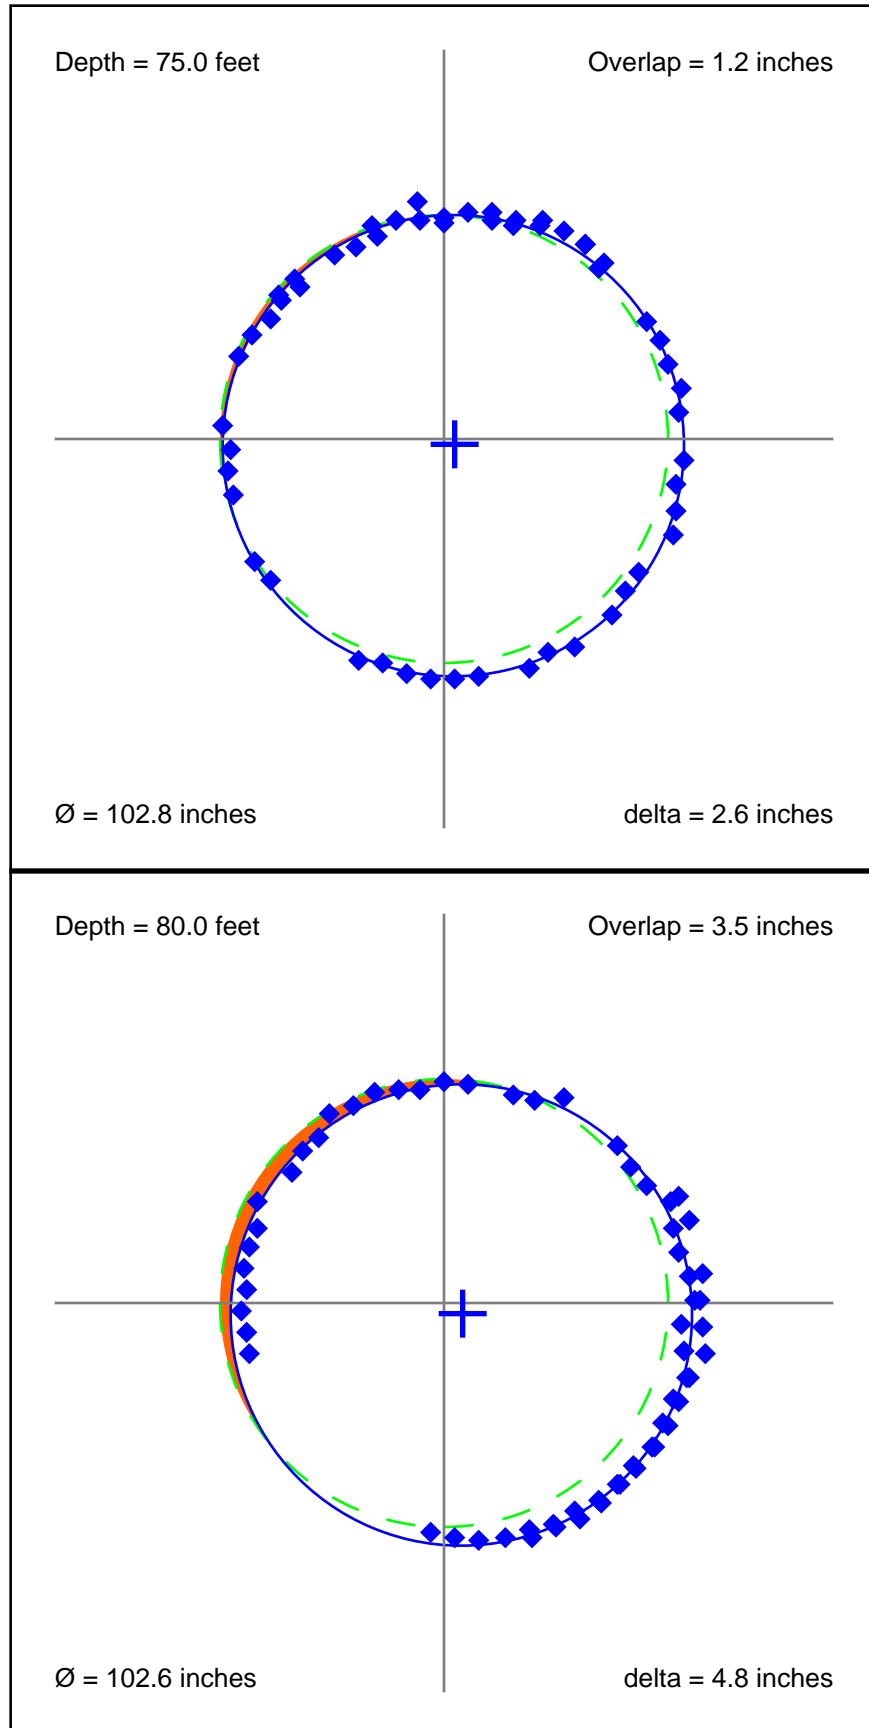 Depth = 75.0 feet
Overlap = 1.2 inches
Ø = 102.8 inches
delta = 2.6 inches
Depth = 80.0 feet
Overlap = 3.5 inches
Ø = 102.6 inches
delta = 4.8 inches